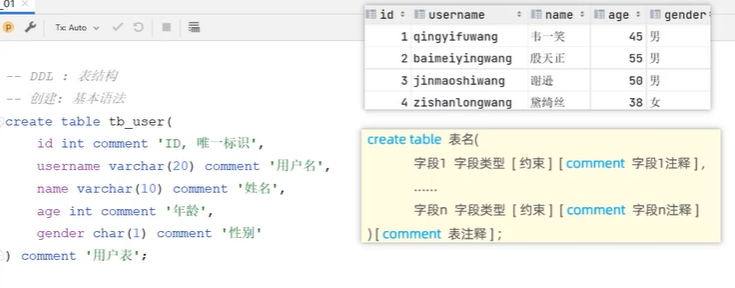 _01
P
Tx: Auto
-- DDL : 表结构
-- 创建: 基本语法
create table tb_user(
id int comment 'ID, 唯一标识',
username varchar(20) comment '用户名',
name varchar(10) comment '姓名',
age int comment '年龄',
gender char(1) comment '性别'
) comment '用户表';
id username name age gender
1 qingyifuwang 韦一笑 45 男
2 baimeiyingwang 殷天正 55 男
3 jinmaoshiwang 谢逊 50 男
4 zishanlongwang 黛绮丝 38 女
create table 表名(
字段1 字段类型 [ 约束 ] [ comment 字段1注释 ] ,
......
字段n 字段类型 [ 约束 ] [ comment 字段n注释 ]
)[ comment 表注释 ] ;